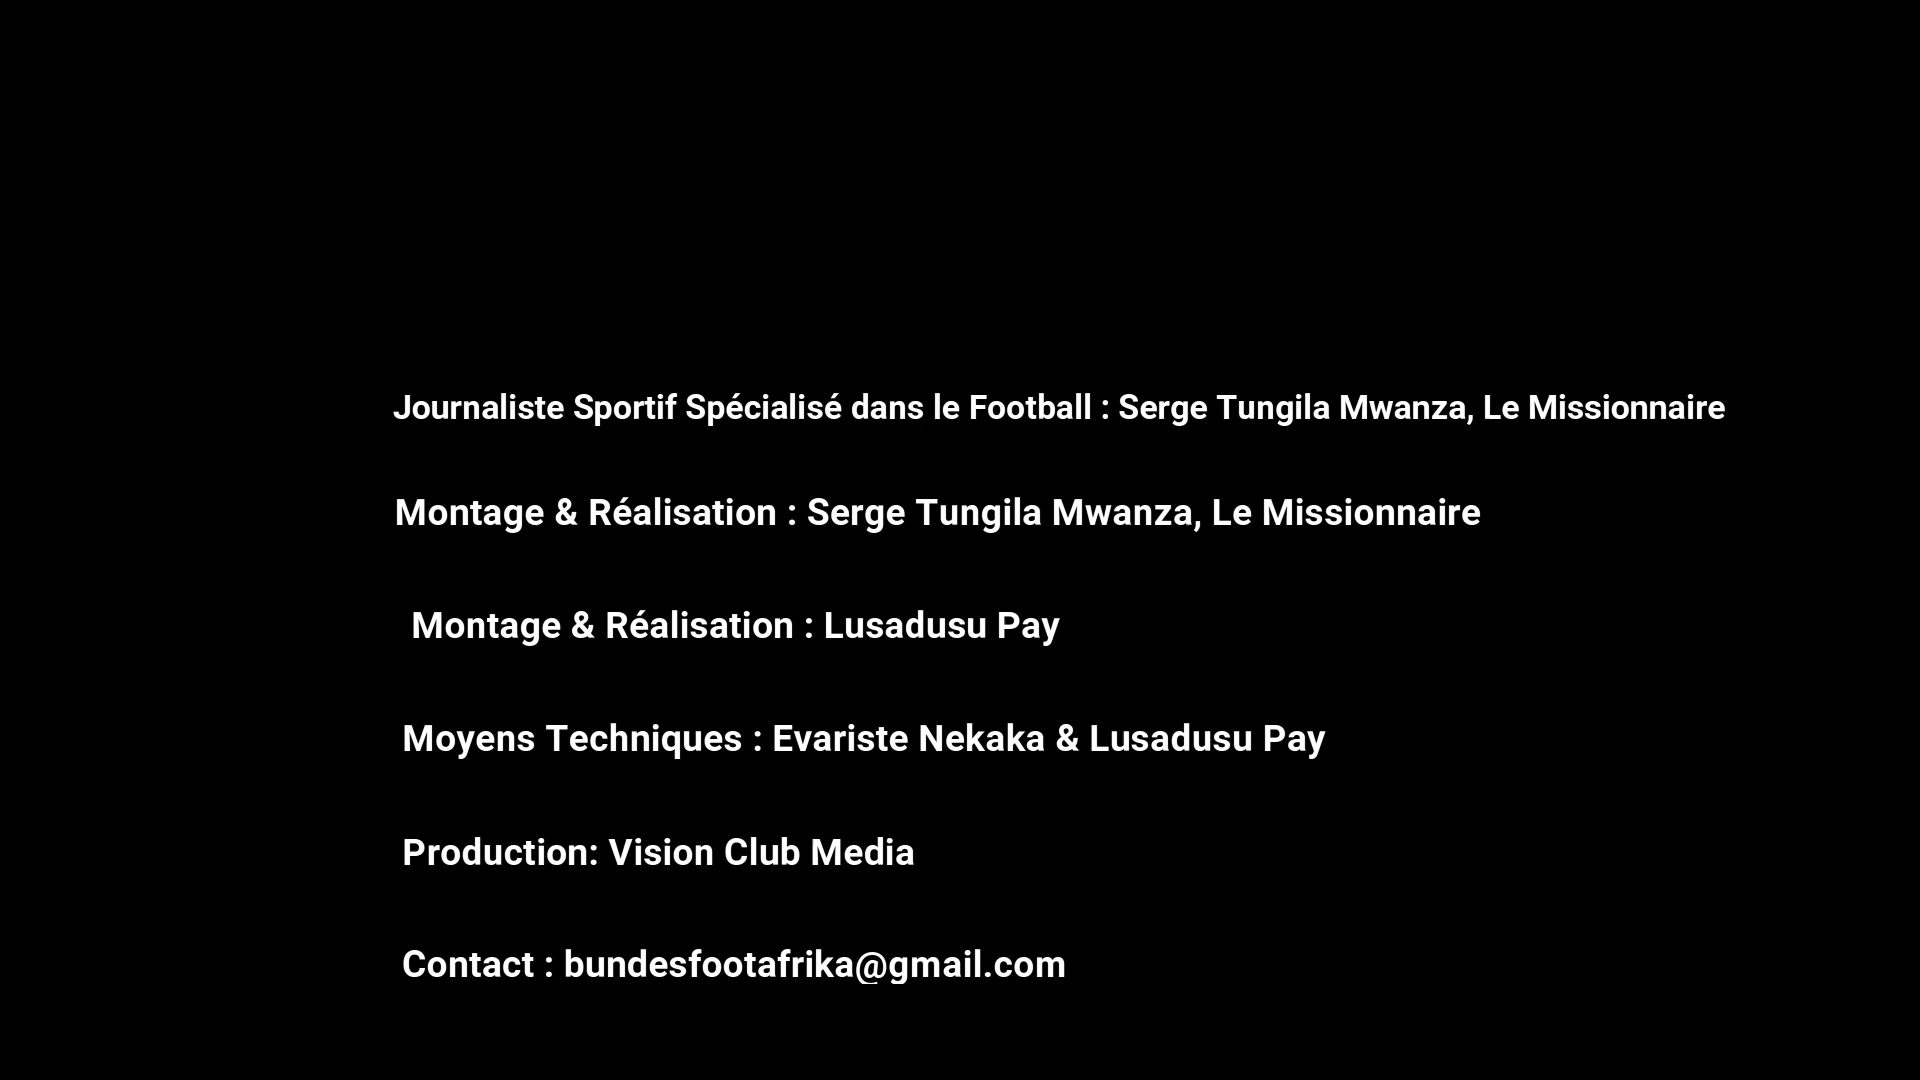 Journaliste Sportif Spécialisé dans le Football : Serge Tungila Mwanza, Le Missionnaire
Montage & Réalisation : Serge Tungila Mwanza, Le Missionnaire
Montage & Réalisation : Lusadusu Pay
Moyens Techniques : Evariste Nekaka & Lusadusu Pay
Production: Vision Club Media
Contact : bundesfootafrika@gmail.com